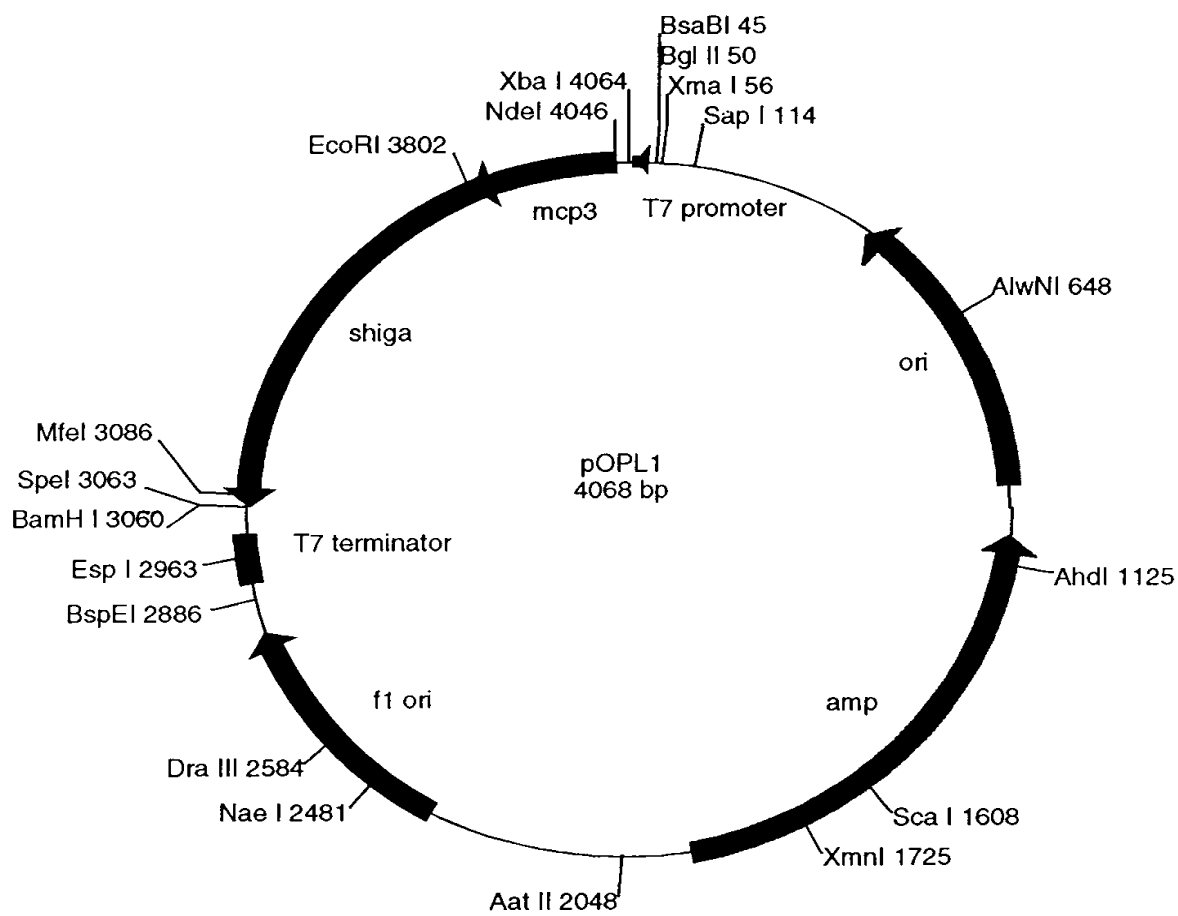 BsaBI 45
Bgl II 50
Xba I 4064
Xma I 56
NdeI 4046
Sap I 114
EcoRI 3802
mcp3
T7 promoter
AlwNI 648
shiga
ori
MfeI 3086
SpeI 3063
BamH I 3060
pOPL1
4068 bp
T7 terminator
Esp I 2963
AhdI 1125
BspEI 2886
f1 ori
amp
Dra III 2584
Nae I 2481
Sca I 1608
XmnI 1725
Aat II 2048